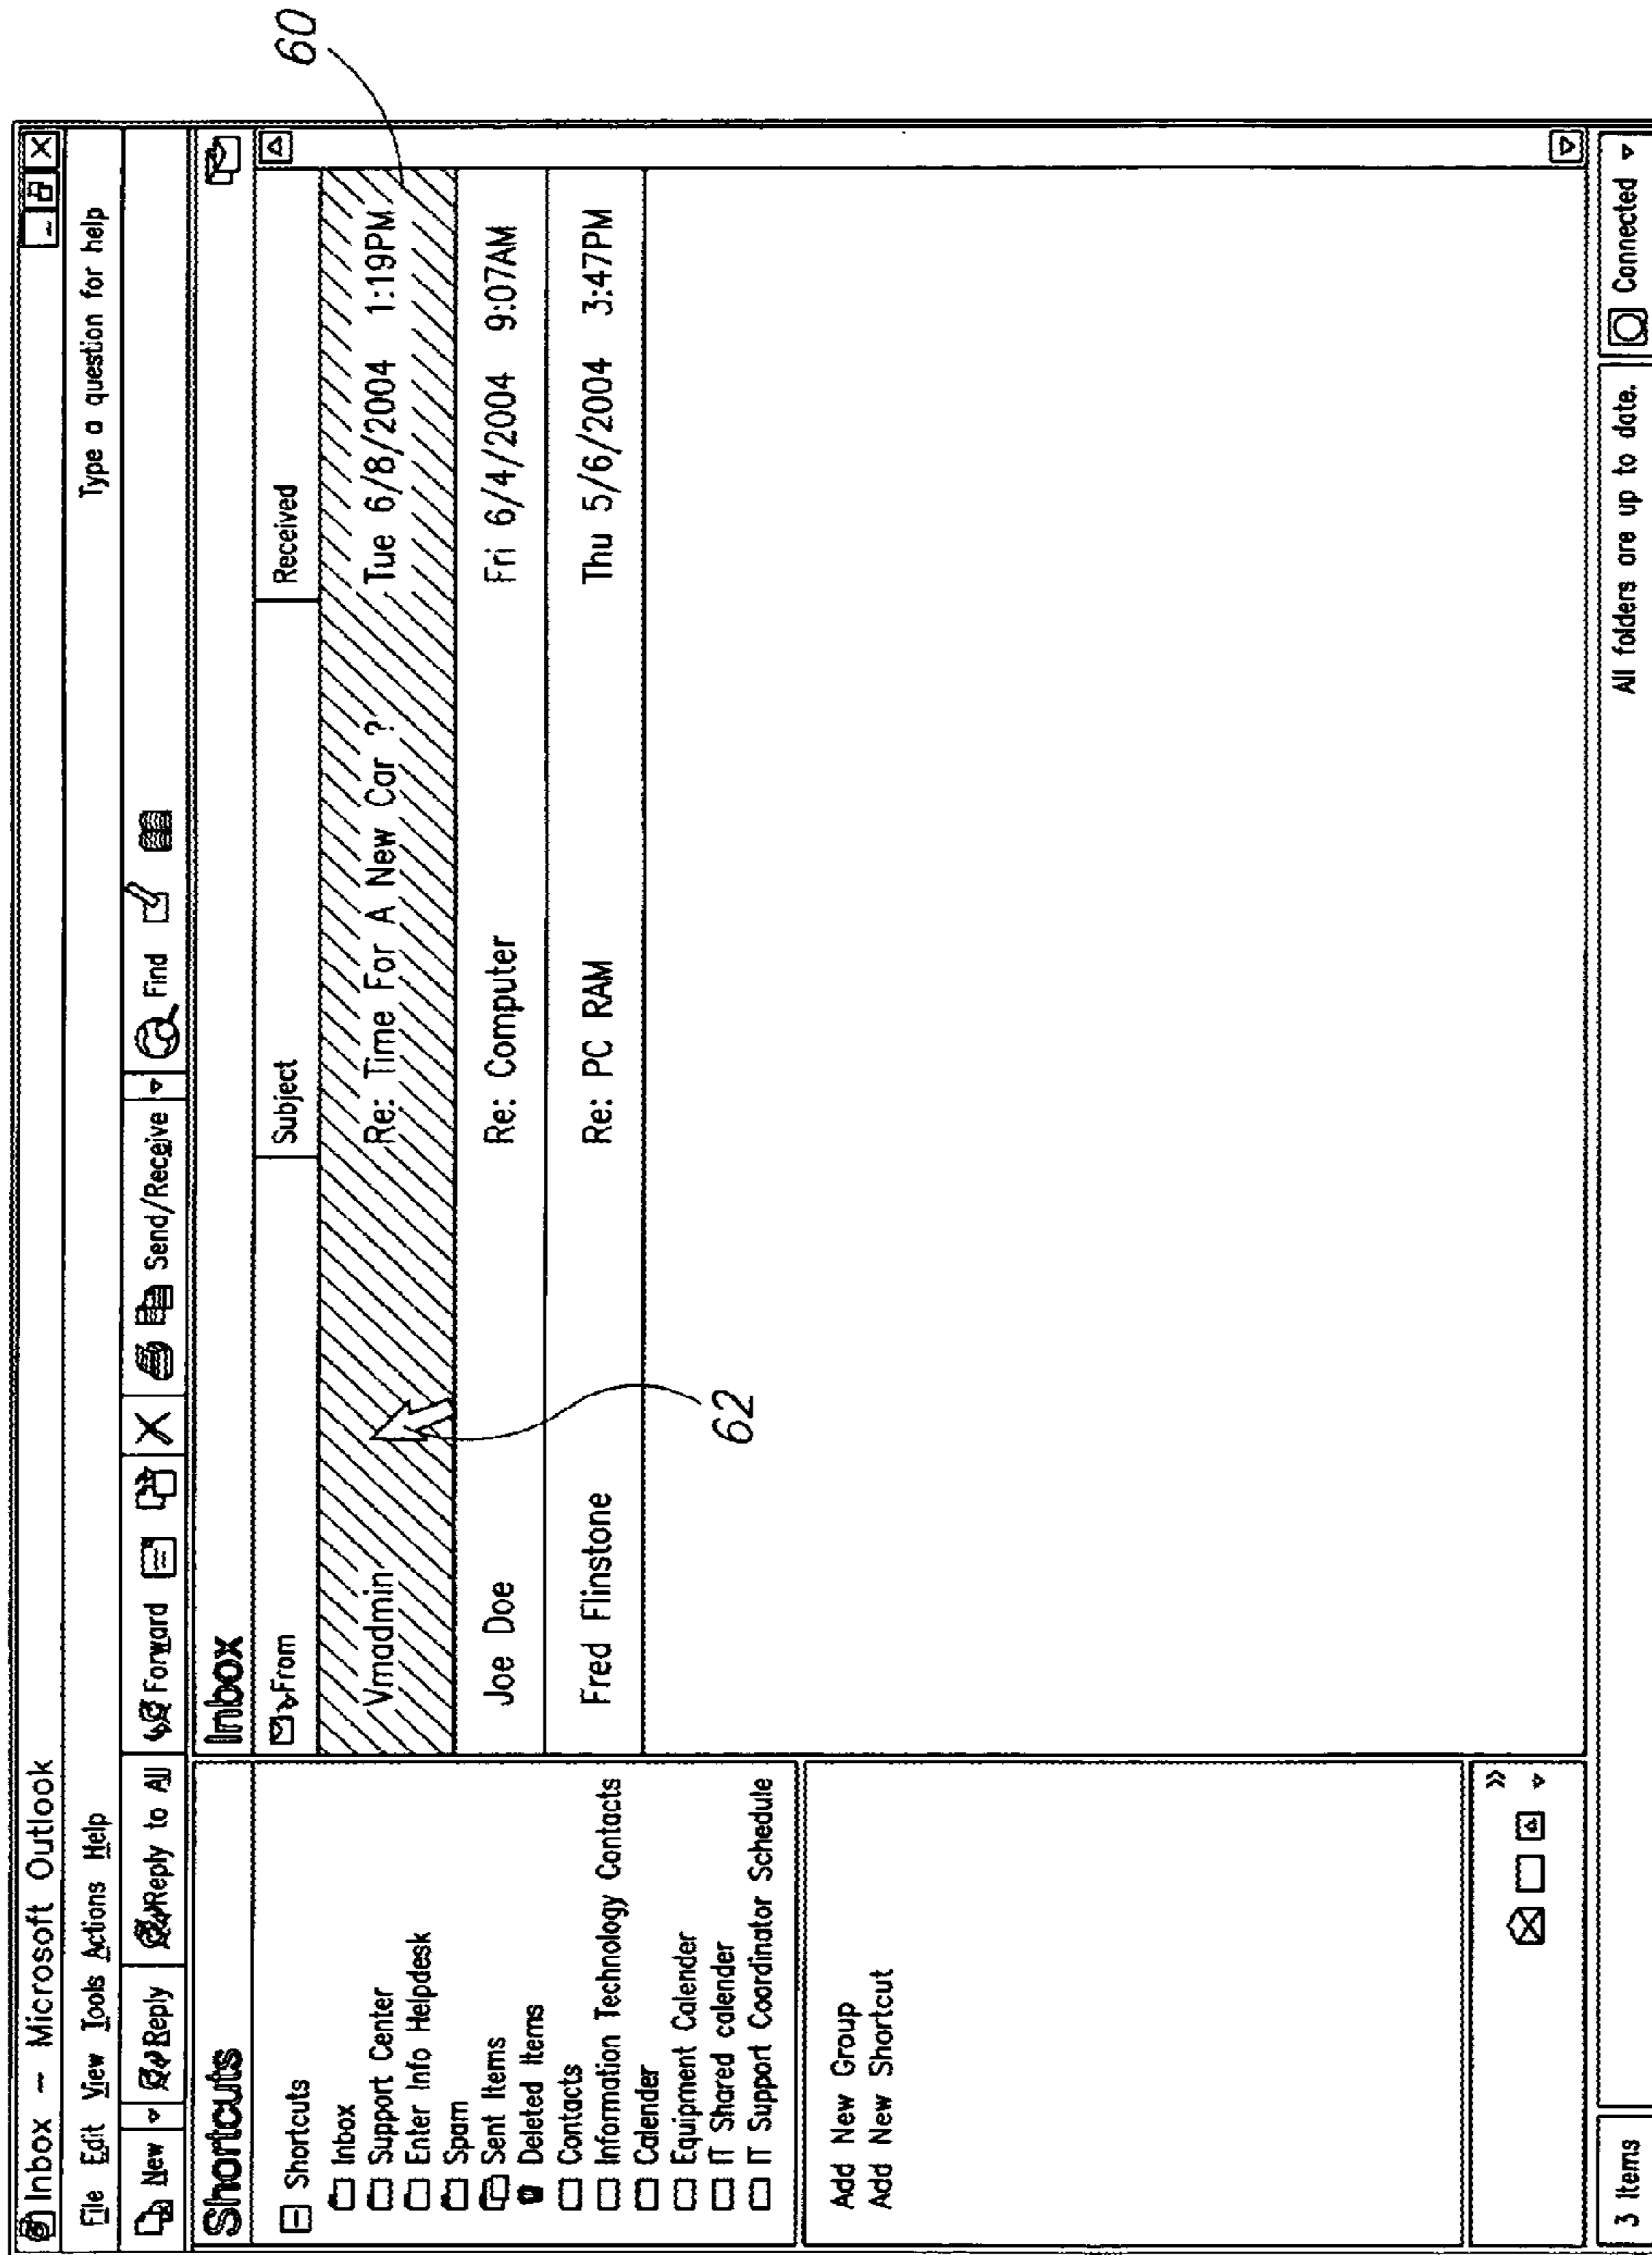 Inbox – Microsoft Outlook
File Edit View Tools Actions Help
Type a question for help
New Reply Reply to All Forward Send/Receive Find
Shortcuts
Shortcuts
Inbox
Support Center
Enter Info Helpdesk
Spam
Sent Items
Deleted Items
Contacts
Information Technology Contacts
Calender
Equipment Calender
IT Shared calender
IT Support Coordinator Schedule
Add New Group
Add New Shortcut
Inbox
From Subject Received
Vmadmin Re: Time For A New Car ? Tue 6/8/2004 1:19PM
Joe Doe Re: Computer Fri 6/4/2004 9:07AM
Fred Flinstone Re: PC RAM Thu 5/6/2004 3:47PM
60
62
3 Items
All folders are up to date.
Connected